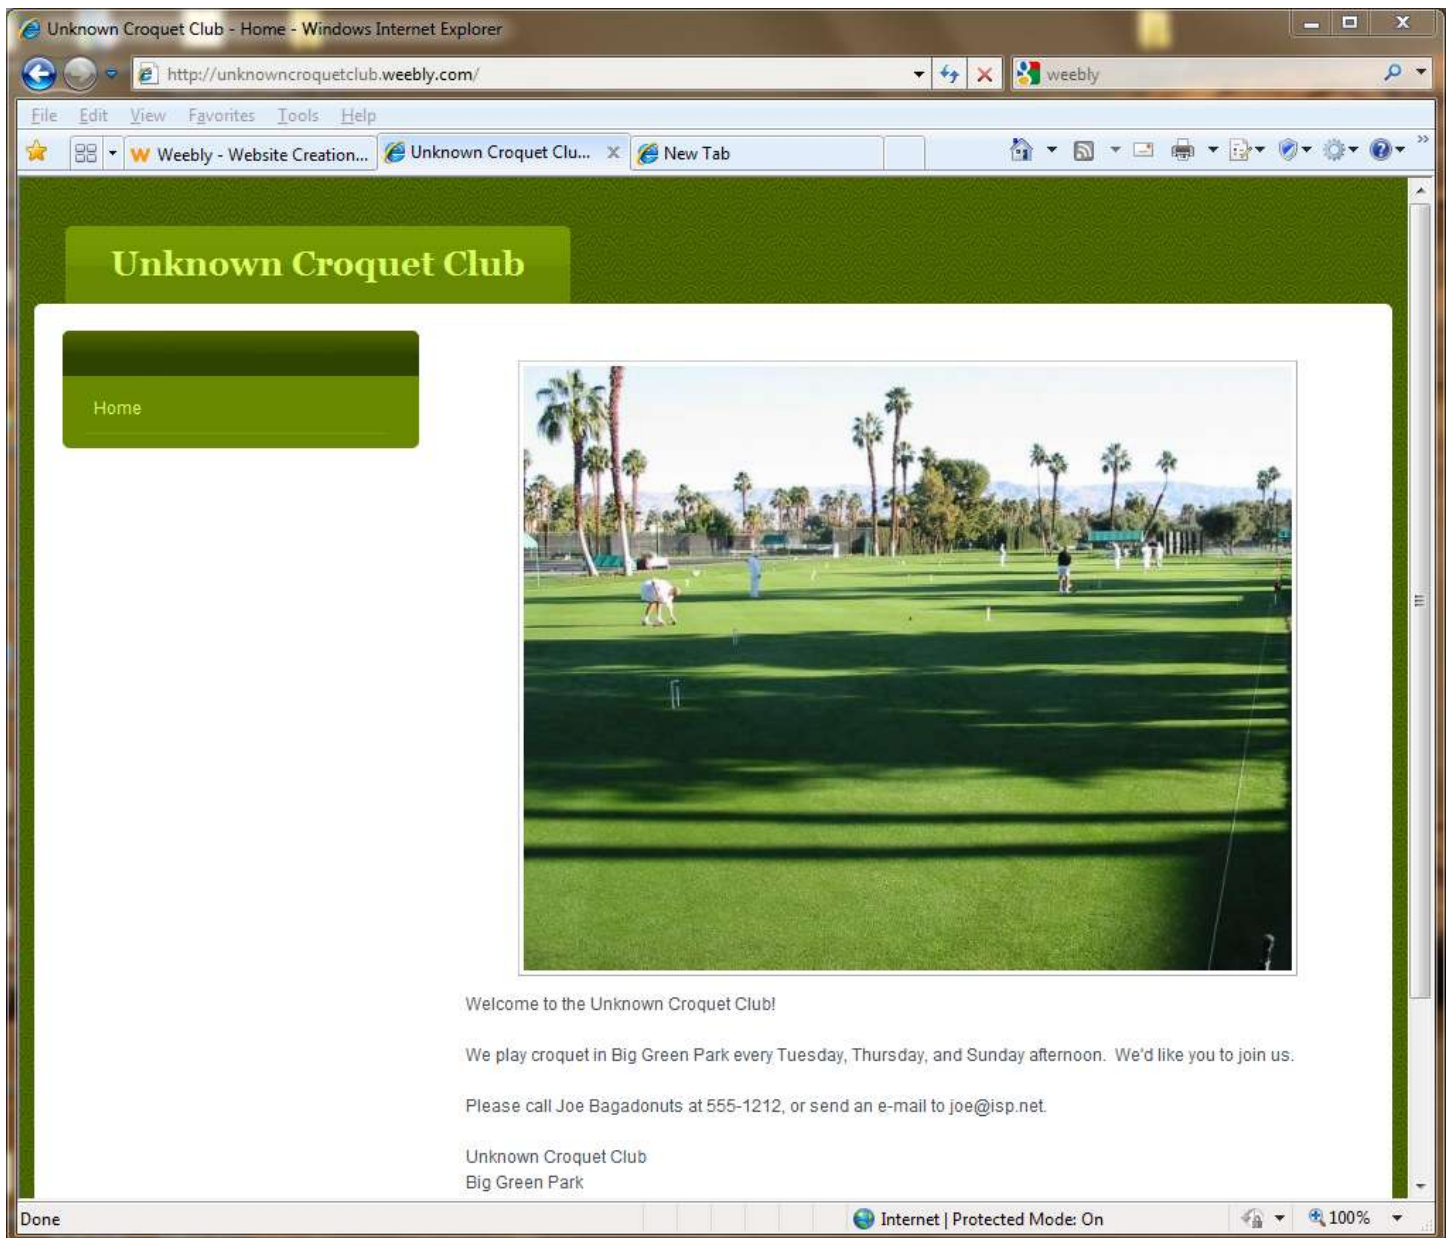 Unknown Croquet Club - Home - Windows Internet Explorer
http://unknowncroquetclub.weebly.com/
weebly
File Edit View Favorites Tools Help
Weebly - Website Creation... Unknown Croquet Clu... New Tab
Unknown Croquet Club
Home
Welcome to the Unknown Croquet Club!
We play croquet in Big Green Park every Tuesday, Thursday, and Sunday afternoon.  We'd like you to join us.
Please call Joe Bagadonuts at 555-1212, or send an e-mail to joe@isp.net.
Unknown Croquet Club
Big Green Park
Done Internet | Protected Mode: On 100%